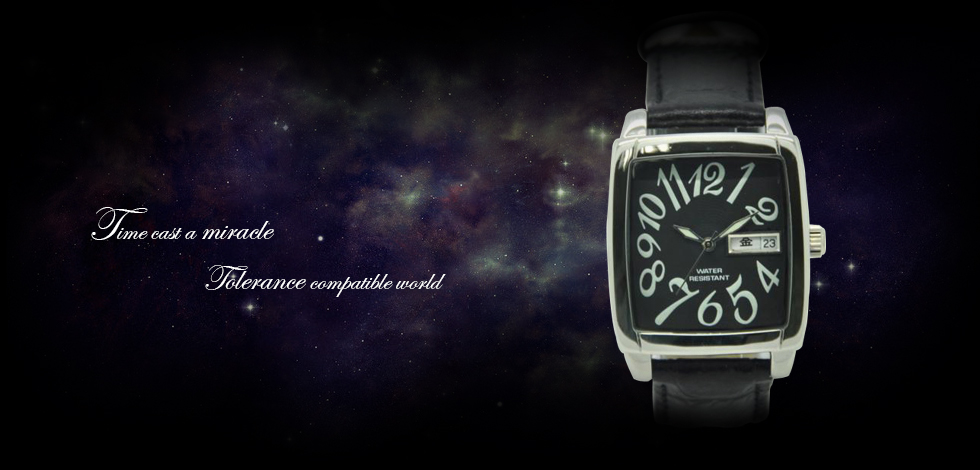 Time cast a miracle
Tolerance compatible world
11 12 1
10 2
9 金 23
8 4
7 6 5
WATER
RESISTANT